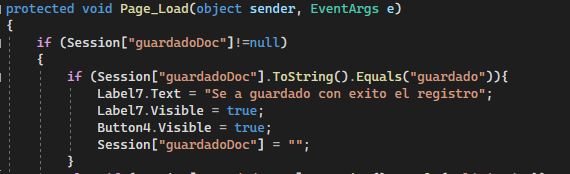 protected void Page_Load(object sender, EventArgs e)
{
if (Session["guardadoDoc"]!=null)
{
if (Session["guardadoDoc"].ToString().Equals("guardado")){
Label7.Text = "Se a guardado con exito el registro";
Label7.Visible = true;
Button4.Visible = true;
Session["guardadoDoc"] = "";
}